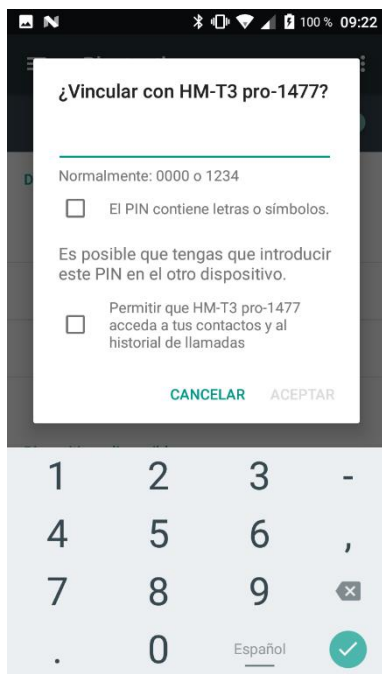 100 % 09:22
¿Vincular con HM-T3 pro-1477?
Normalmente: 0000 o 1234
El PIN contiene letras o símbolos.
Es posible que tengas que introducir
este PIN en el otro dispositivo.
Permitir que HM-T3 pro-1477
acceda a tus contactos y al
historial de llamadas
CANCELAR ACEPTAR
1 2 3 -
4 5 6 ,
7 8 9
. 0 Español